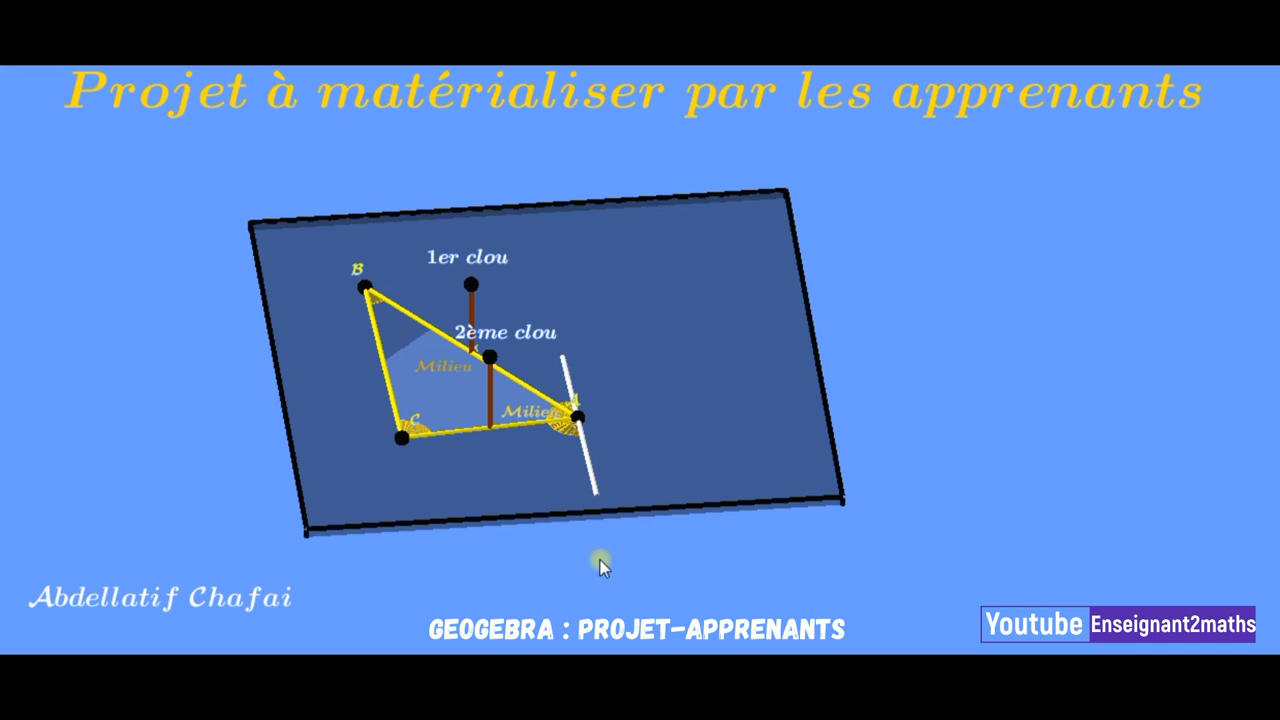 Projet à matérialiser par les apprenants
1er clou
B
2ème clou
Milieu
A
Milieu
C
Abdellatif Chafai
GEOGEBRA : PROJET-APPRENANTS
Youtube Enseignant2maths